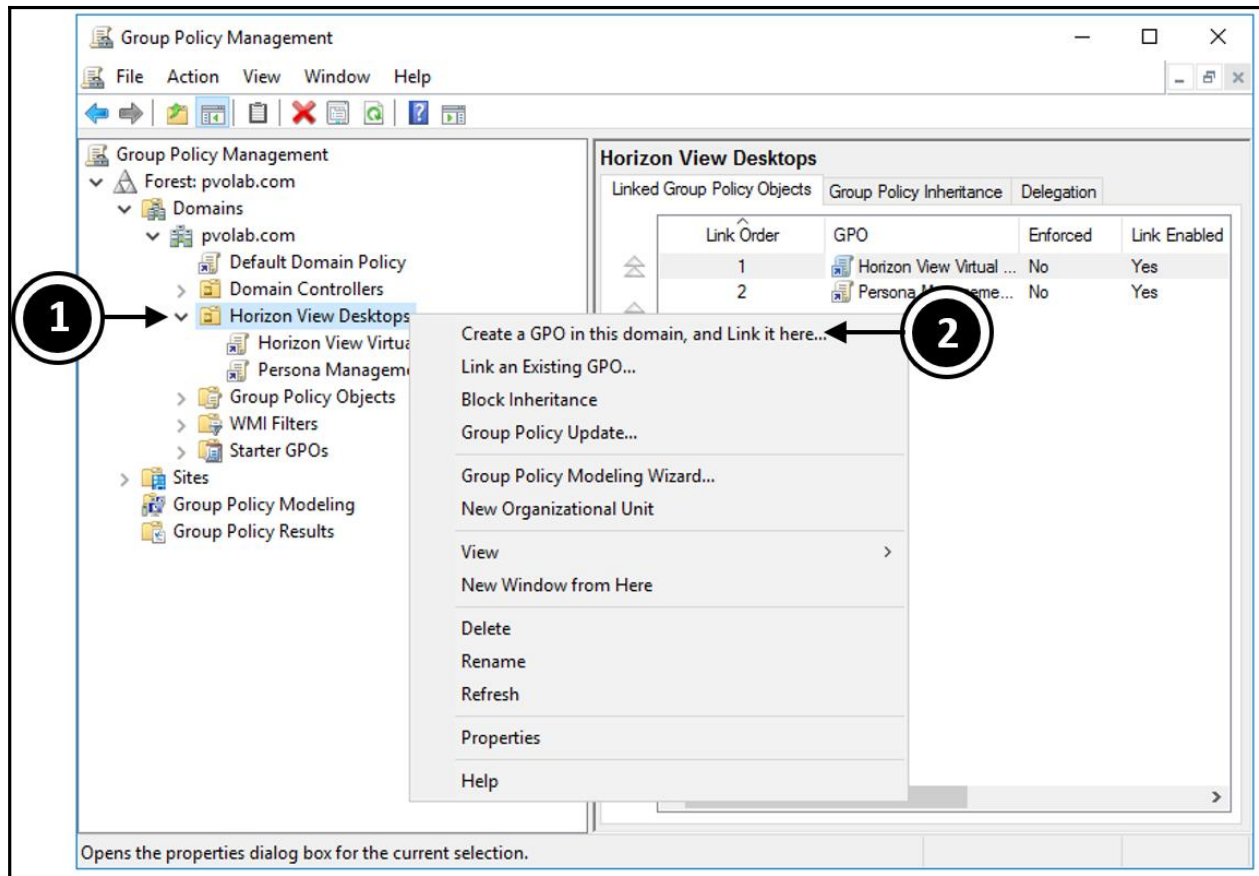 Group Policy Management
File Action View Window Help
Group Policy Management
Forest: pvolab.com
Domains
pvolab.com
Default Domain Policy
Domain Controllers
Horizon View Desktops
Horizon View Virtua
Persona Managem
Group Policy Objects
WMI Filters
Starter GPOs
Sites
Group Policy Modeling
Group Policy Results
1
Horizon View Desktops
Linked Group Policy Objects Group Policy Inheritance Delegation
Link Order GPO Enforced Link Enabled
1 Horizon View Virtual ... No Yes
2 Persona Manageme... No Yes
Create a GPO in this domain, and Link it here...
2
Link an Existing GPO...
Block Inheritance
Group Policy Update...
Group Policy Modeling Wizard...
New Organizational Unit
View
New Window from Here
Delete
Rename
Refresh
Properties
Help
Opens the properties dialog box for the current selection.